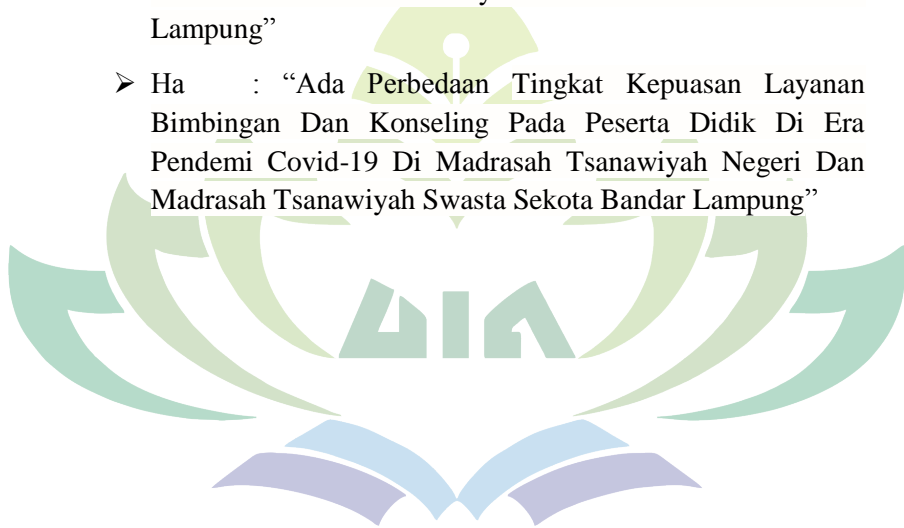 Lampung”
➢ Ha : “Ada Perbedaan Tingkat Kepuasan Layanan
Bimbingan Dan Konseling Pada Peserta Didik Di Era
Pendemi Covid-19 Di Madrasah Tsanawiyah Negeri Dan
Madrasah Tsanawiyah Swasta Sekota Bandar Lampung”
UIN